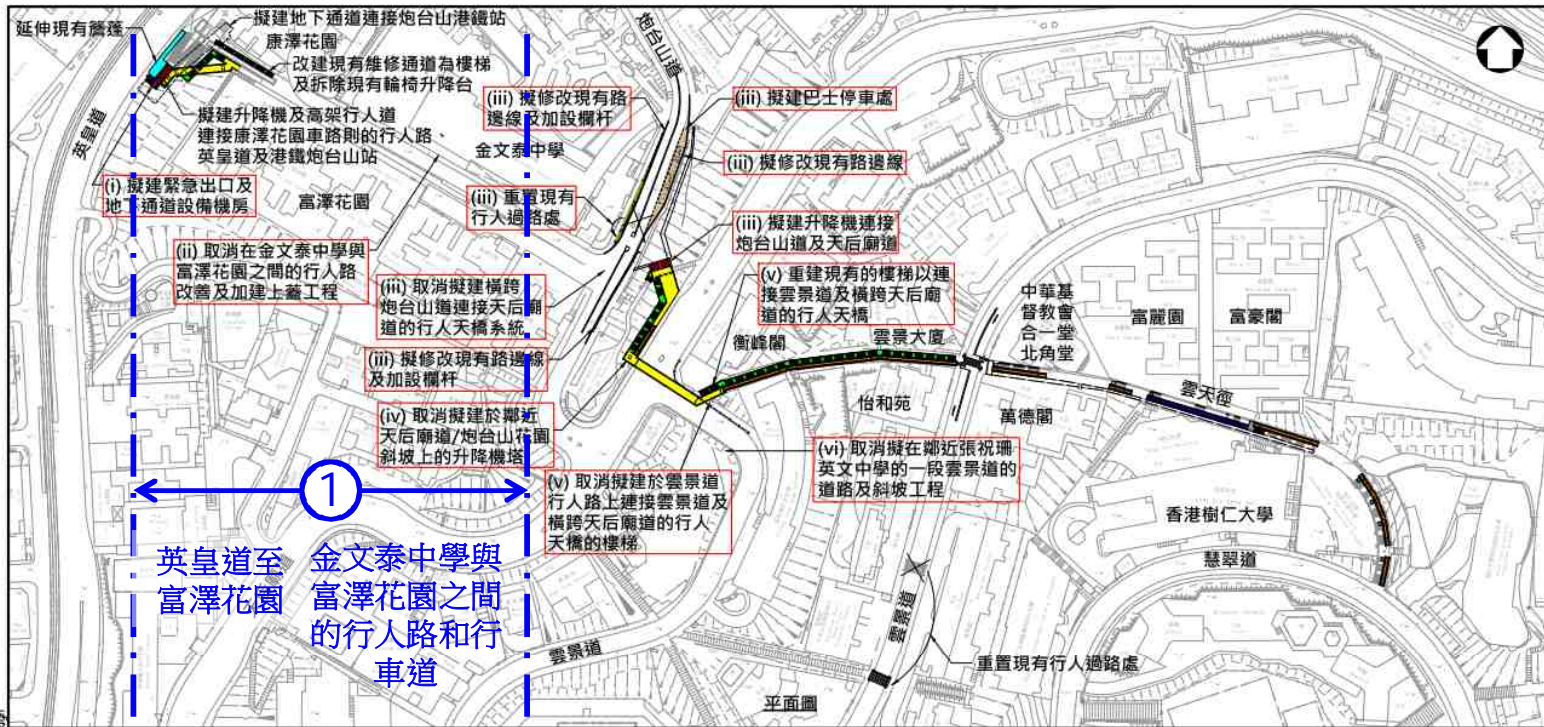 延伸現有簷蓬
擬建地下通道連接炮台山港鐵站
康澤花園
改建現有維修通道為樓梯
及拆除現有輪椅升降台
擬建升降機及高架行人道
連接康澤花園車路則的行人路、
英皇道及港鐵炮台山站
英皇道
(i) 擬建緊急出口及
地下通道設備機房
富澤花園
(ii) 取消在金文泰中學與
富澤花園之間的行人路
改善及加建上蓋工程
炮台山道
(iii) 擬修改現有路
邊線及加設欄杆
金文泰中學
(iii) 重置現有
行人過路處
(iii) 擬建巴士停車處
(iii) 擬修改現有路邊線
(iii) 擬建升降機連接
炮台山道及天后廟道
(iii) 取消擬建橫跨
炮台山道連接天后廟
道的行人天橋系統
(v) 重建現有的樓梯以連
接雲景道及橫跨天后廟
道的行人天橋
(iii) 擬修改現有路邊線
及加設欄杆
衡峰閣
雲景大廈
中華基
督教會
合一堂
北角堂
富麗園
富豪閣
雲天徑
怡和苑
萬德閣
(iv) 取消擬建於鄰近
天后廟道/炮台山花園
斜坡上的升降機塔
(v) 取消擬建於雲景道
行人路上連接雲景道及
橫跨天后廟道的行人
天橋的樓梯
(vi) 取消擬在鄰近張祝珊
英文中學的一段雲景道的
道路及斜坡工程
香港樹仁大學
慧翠道
1
英皇道至
富澤花園
金文泰中學與
富澤花園之間
的行人路和行
車道
雲景道
雲景道
重置現有行人過路處
平面圖